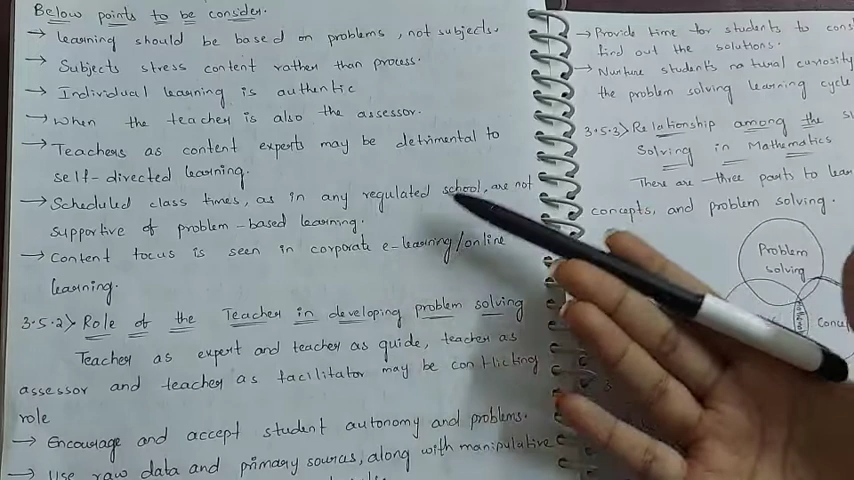 Below points to be consider.
→ learning should be based on problems, not subjects.
→ Subjects stress content rather than process.
→ Individual learning is authentic
→ when the teacher is also the assessor.
→ Teachers as content experts may be detrimental to
self-directed learning.
→ Scheduled class times, as in any regulated school, are not
supportive of problem-based learning.
→ Content focus is seen in corporate e-learning/online
learning.
3.5.2> Role of the Teacher in developing problem solving
Teacher as expert and teacher as guide, teacher as
assessor and teacher as facilitator may be conflicting
role
→ Encourage and accept student autonomy and problems.
→ Use raw data and primary sources, along with manipulative
→ Provide time for students to cons
find out the solutions.
→ Nurture students natural curiosity
the problem solving learning cycle
3.5.3> Relationship among the
Solving in Mathematics
There are three parts to lear
concepts, and problem solving.
Problem
solving
Conce